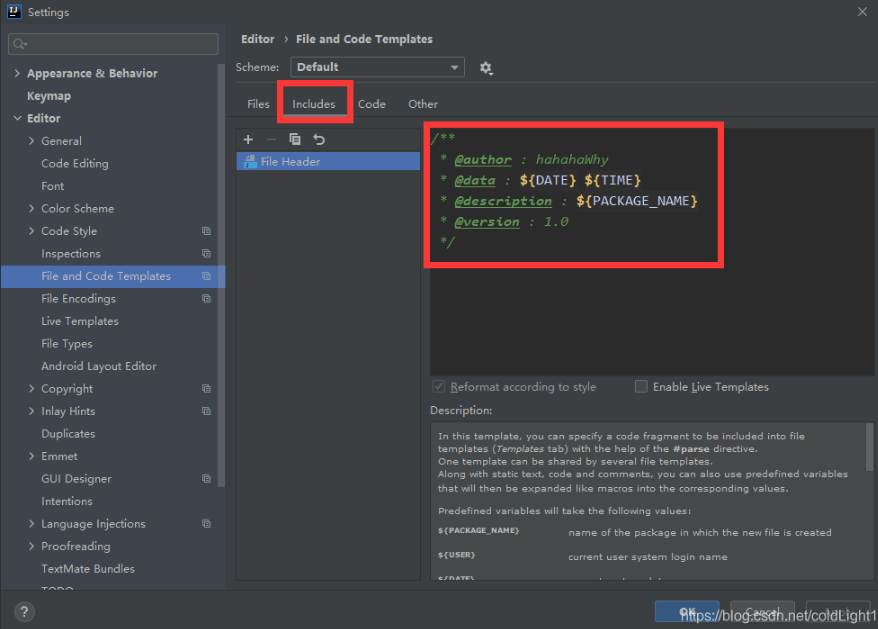 Settings
Editor › File and Code Templates
Scheme: Default
Files Includes Code Other
Appearance & Behavior
Keymap
Editor
General
Code Editing
Font
Color Scheme
Code Style
Inspections
File and Code Templates
File Encodings
Live Templates
File Types
Android Layout Editor
Copyright
Inlay Hints
Duplicates
Emmet
GUI Designer
Intentions
Language Injections
Proofreading
TextMate Bundles
TODO
File Header
/**
* @author : hahahaWhy
* @data : ${DATE} ${TIME}
* @description : ${PACKAGE_NAME}
* @version : 1.0
*/
Reformat according to style Enable Live Templates
Description:
In this template, you can specify a code fragment to be included into file
templates (Templates tab) with the help of the #parse directive.
One template can be shared by several file templates.
Along with static text, code and comments, you can also use predefined variables
that will then be expanded like macros into the corresponding values.
Predefined variables will take the following values:
${PACKAGE_NAME} name of the package in which the new file is created
${USER} current user system login name
${DATE} current system date
? OK Cancel Apply
https://blog.csdn.net/coldLight1